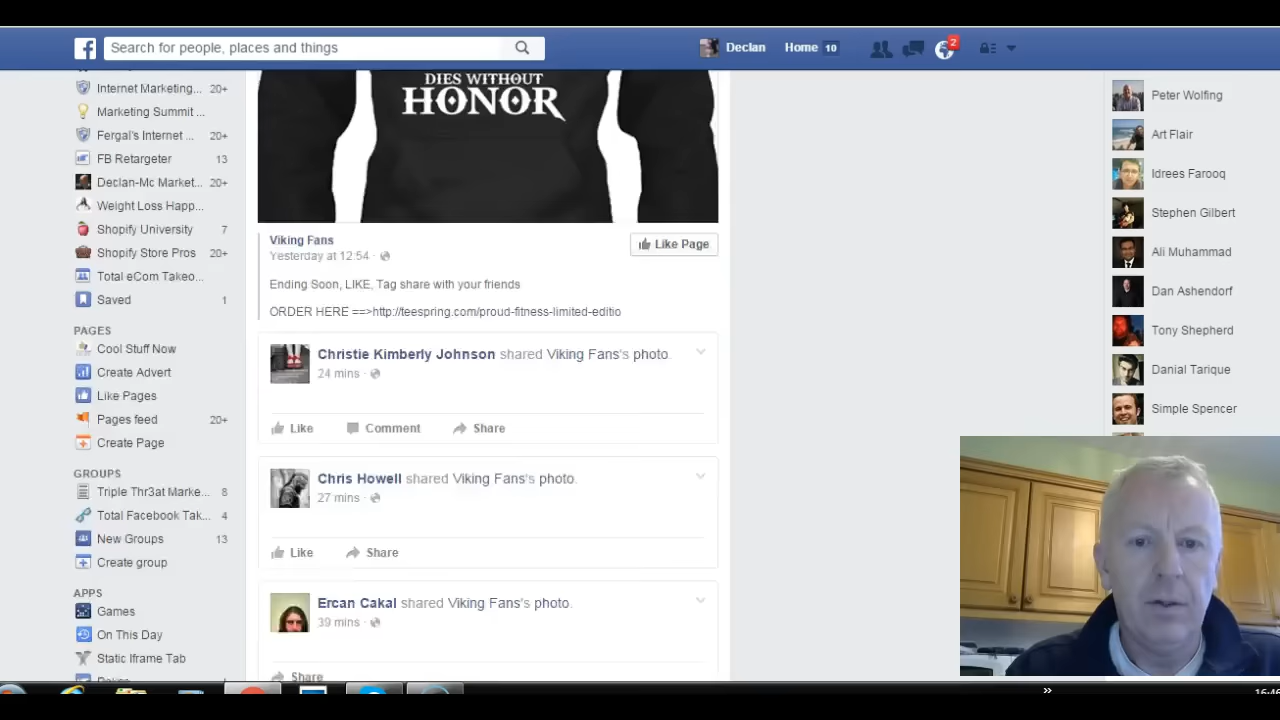 Search for people, places and things
Declan
Home 10
2
DIES WITHOUT
HONOR
Internet Marketing... 20+
Marketing Summit ...
Fergal's Internet ... 20+
FB Retargeter 13
Declan-Mc Market... 20+
Weight Loss Happ...
Shopify University 7
Shopify Store Pros 20+
Total eCom Takeo...
Saved 1
PAGES
Cool Stuff Now
Create Advert
Like Pages
Pages feed 20+
Create Page
GROUPS
Triple Thr3at Marke... 8
Total Facebook Tak... 4
New Groups 13
Create group
APPS
Games
On This Day
Static Iframe Tab
Viking Fans
Yesterday at 12:54 ·
Like Page
Ending Soon, LIKE, Tag share with your friends
ORDER HERE ==>http://teespring.com/proud-fitness-limited-editio
Christie Kimberly Johnson shared Viking Fans's photo.
24 mins ·
Like Comment Share
Chris Howell shared Viking Fans's photo.
27 mins ·
Like Share
Ercan Cakal shared Viking Fans's photo.
39 mins ·
Share
Peter Wolfing
Art Flair
Idrees Farooq
Stephen Gilbert
Ali Muhammad
Dan Ashendorf
Tony Shepherd
Danial Tarique
Simple Spencer